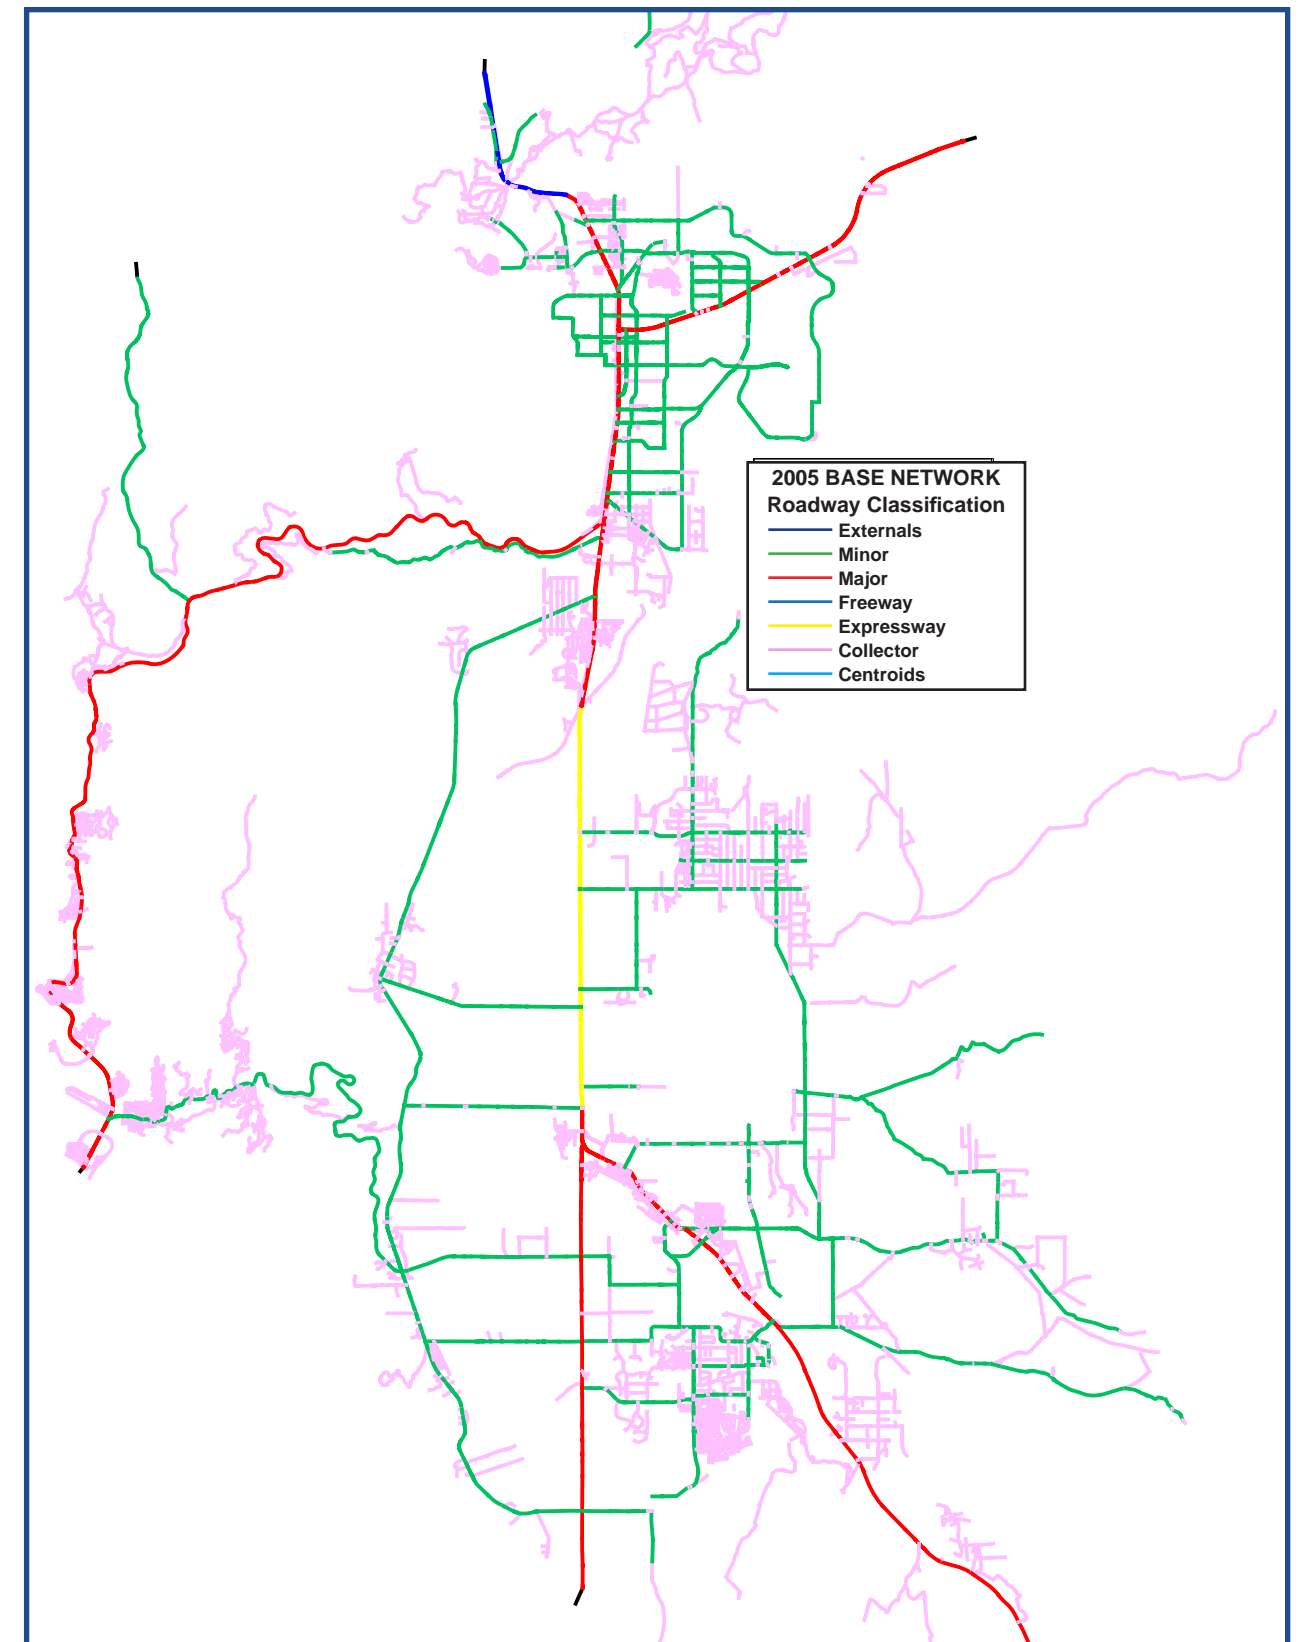 2005 BASE NETWORK
Roadway Classification
Externals
Minor
Major
Freeway
Expressway
Collector
Centroids